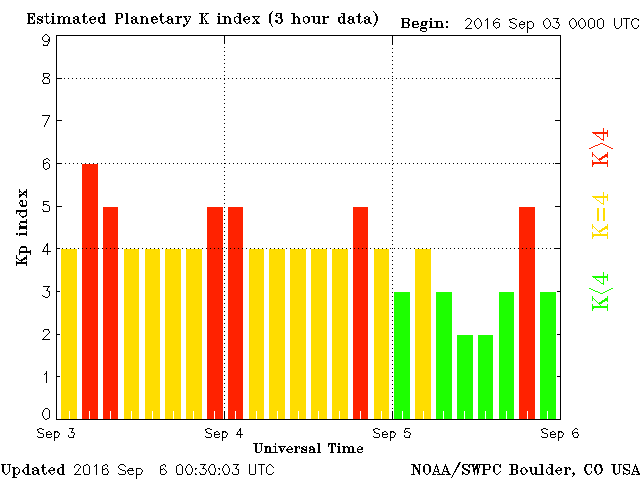 Estimated Planetary K index (3 hour data) Begin: 2016 Sep 03 0000 UTC
9
8
7
6
5
4
3
2
1
0
Kp index
K>4
K=4
K<4
Sep 3 Sep 4 Sep 5 Sep 6
Universal Time
Updated 2016 Sep 6 00:30:03 UTC NOAA/SWPC Boulder, CO USA